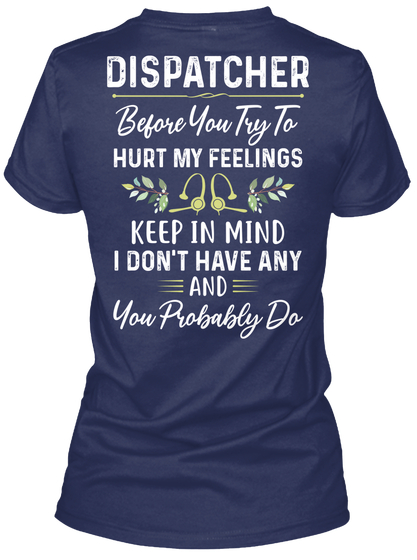 DISPATCHER
Before You Try To
HURT MY FEELINGS
KEEP IN MIND
I DON'T HAVE ANY
AND
You Probably Do